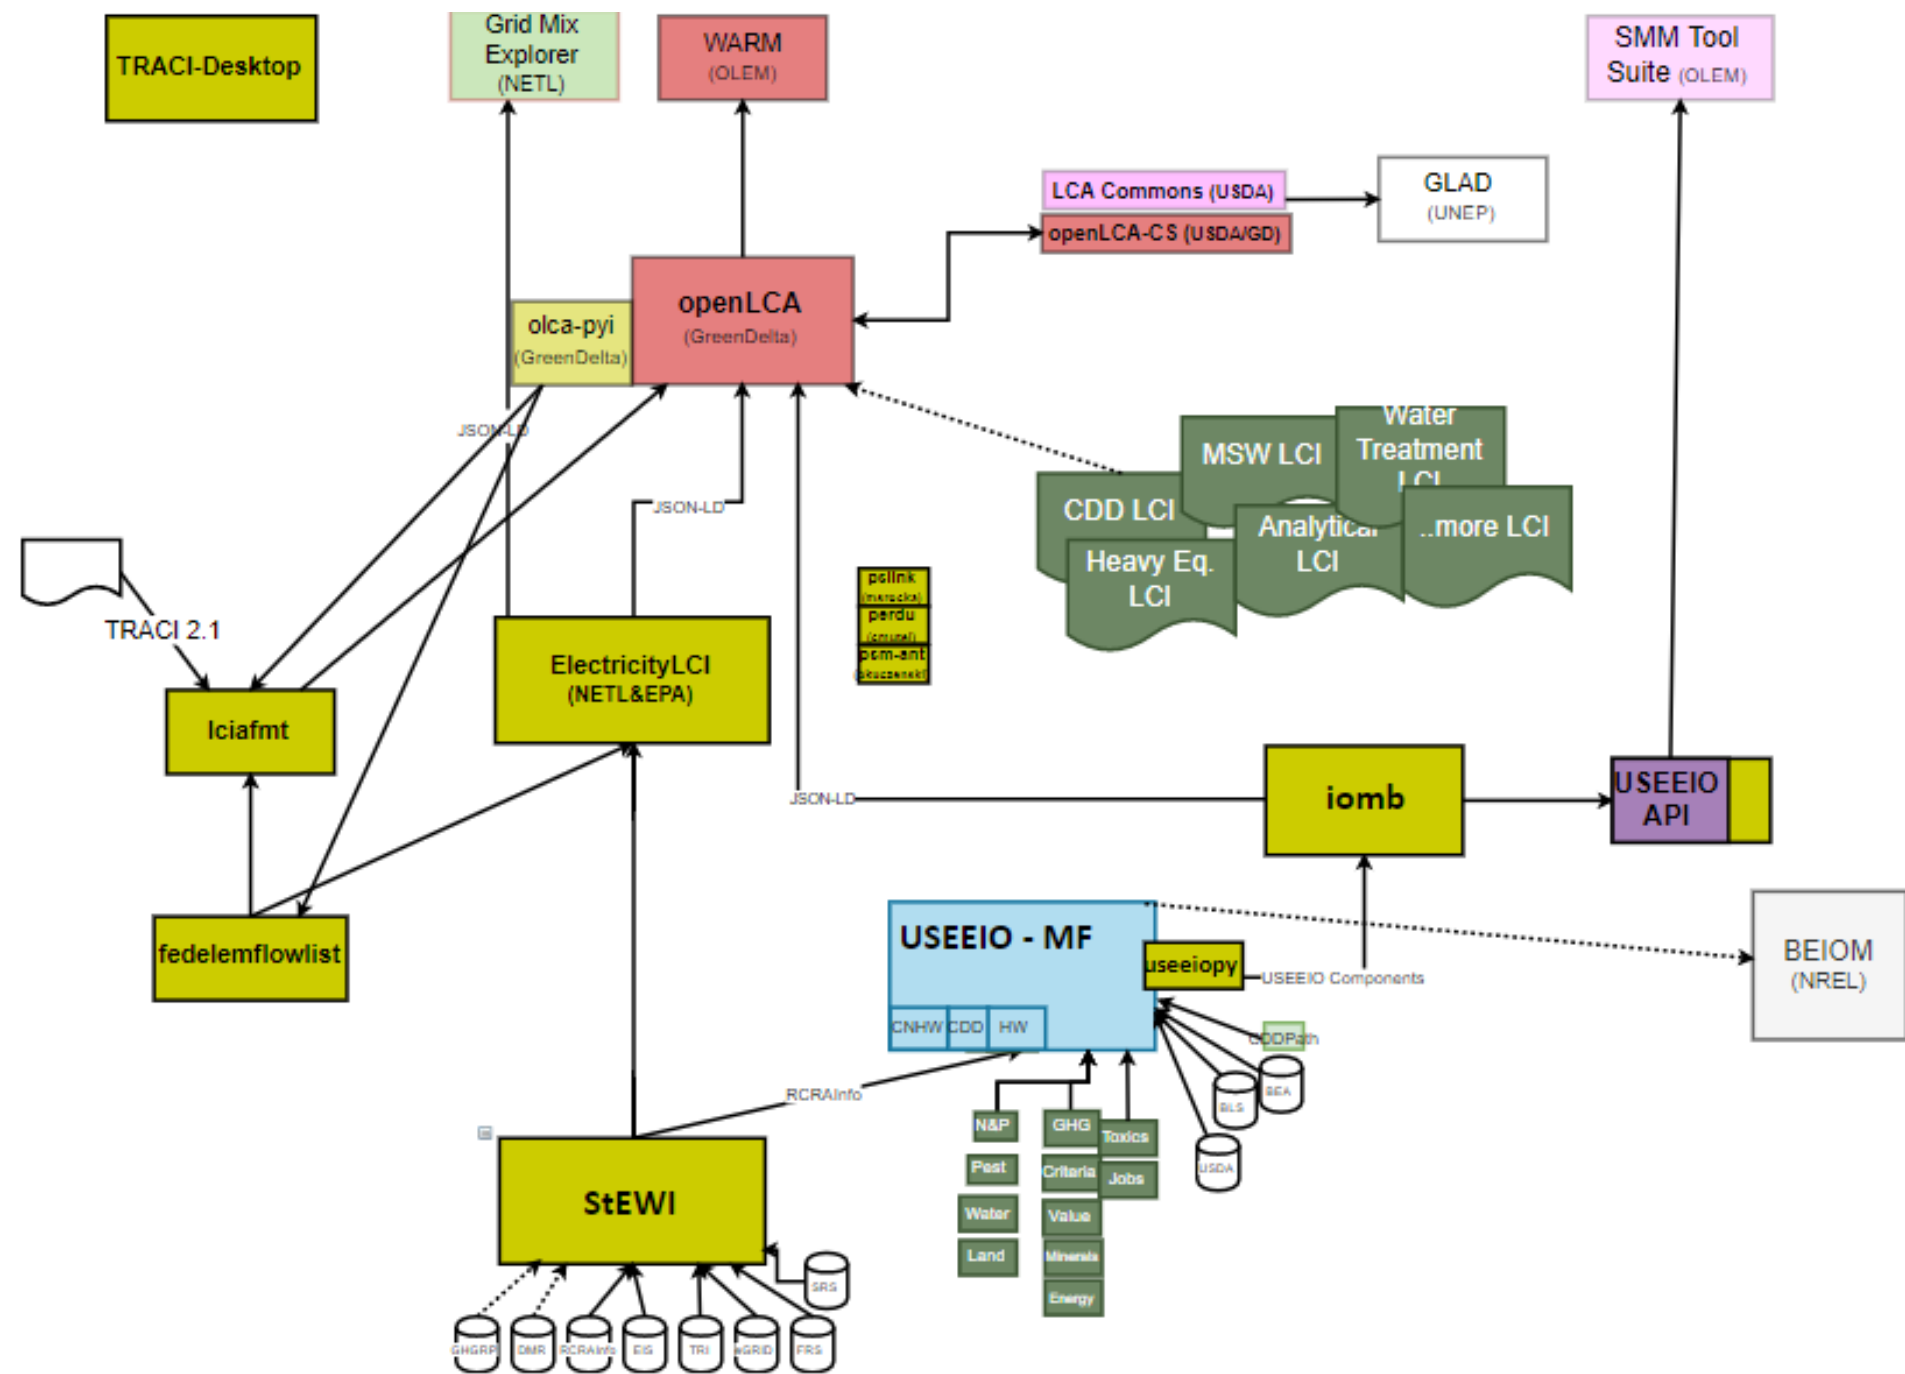 TRACI-Desktop
Grid Mix
Explorer
(NETL)
WARM
(OLEM)
SMM Tool
Suite (OLEM)
LCA Commons (USDA)
openLCA-CS (USDA/GD)
GLAD
(UNEP)
openLCA
(GreenDelta)
olca-pyi
(GreenDelta)
JSON-LD
JSON-LD
Water
Treatment
LCI
MSW LCI
CDD LCI
Analytical
LCI
..more LCI
Heavy Eq.
LCI
pslink
perdu
(cmutel)
psm-ant
TRACI 2.1
ElectricityLCI
(NETL&EPA)
lciafmt
JSON-LD
iomb
USEEIO
API
fedelemflowlist
USEEIO - MF
useeiopy
USEEIO Components
BEIOM
(NREL)
CNHW
CDD
HW
CDDPath
RCRAInfo
BEA
BLS
USDA
N&P
GHG
Toxics
Pest
Criteria
Jobs
Water
Value
Land
Minerals
Energy
StEWI
SRS
GHGRP
DMR
RCRAInfo
EIS
TRI
eGRID
FRS